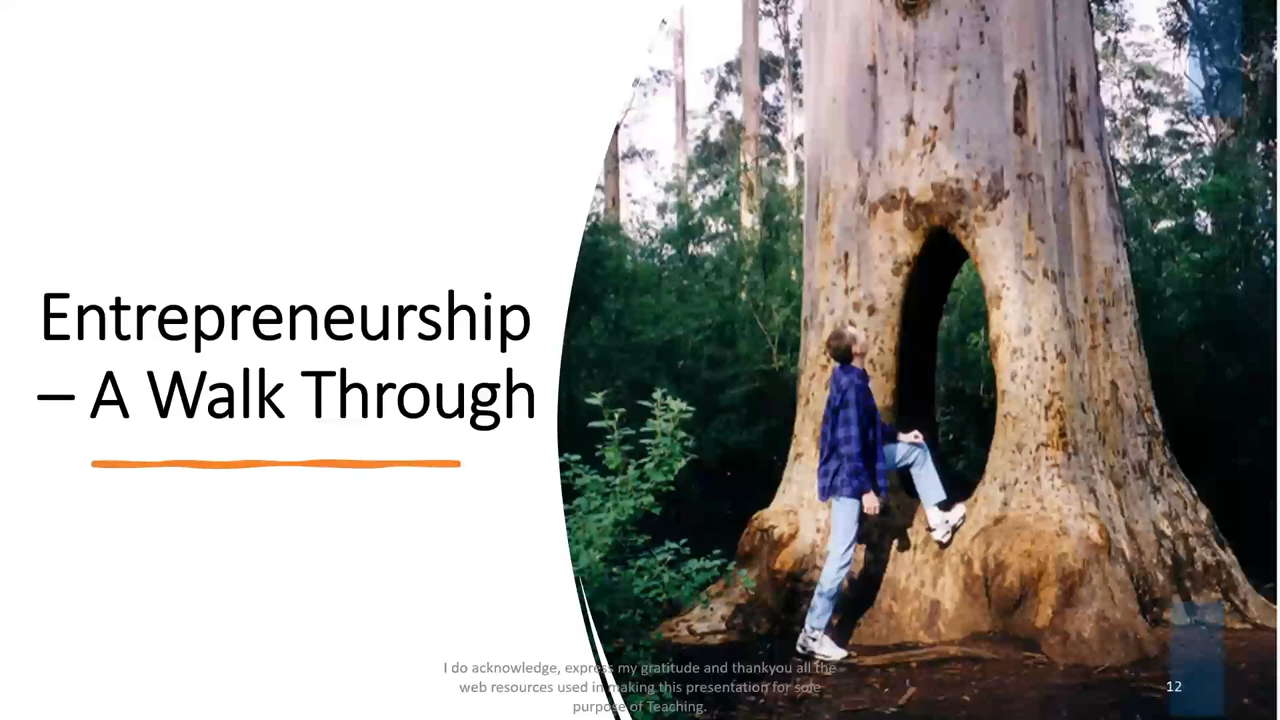 Entrepreneurship
– A Walk Through
I do acknowledge, express my gratitude and thankyou all the
web resources used in making this presentation for sole
purpose of Teaching.
12